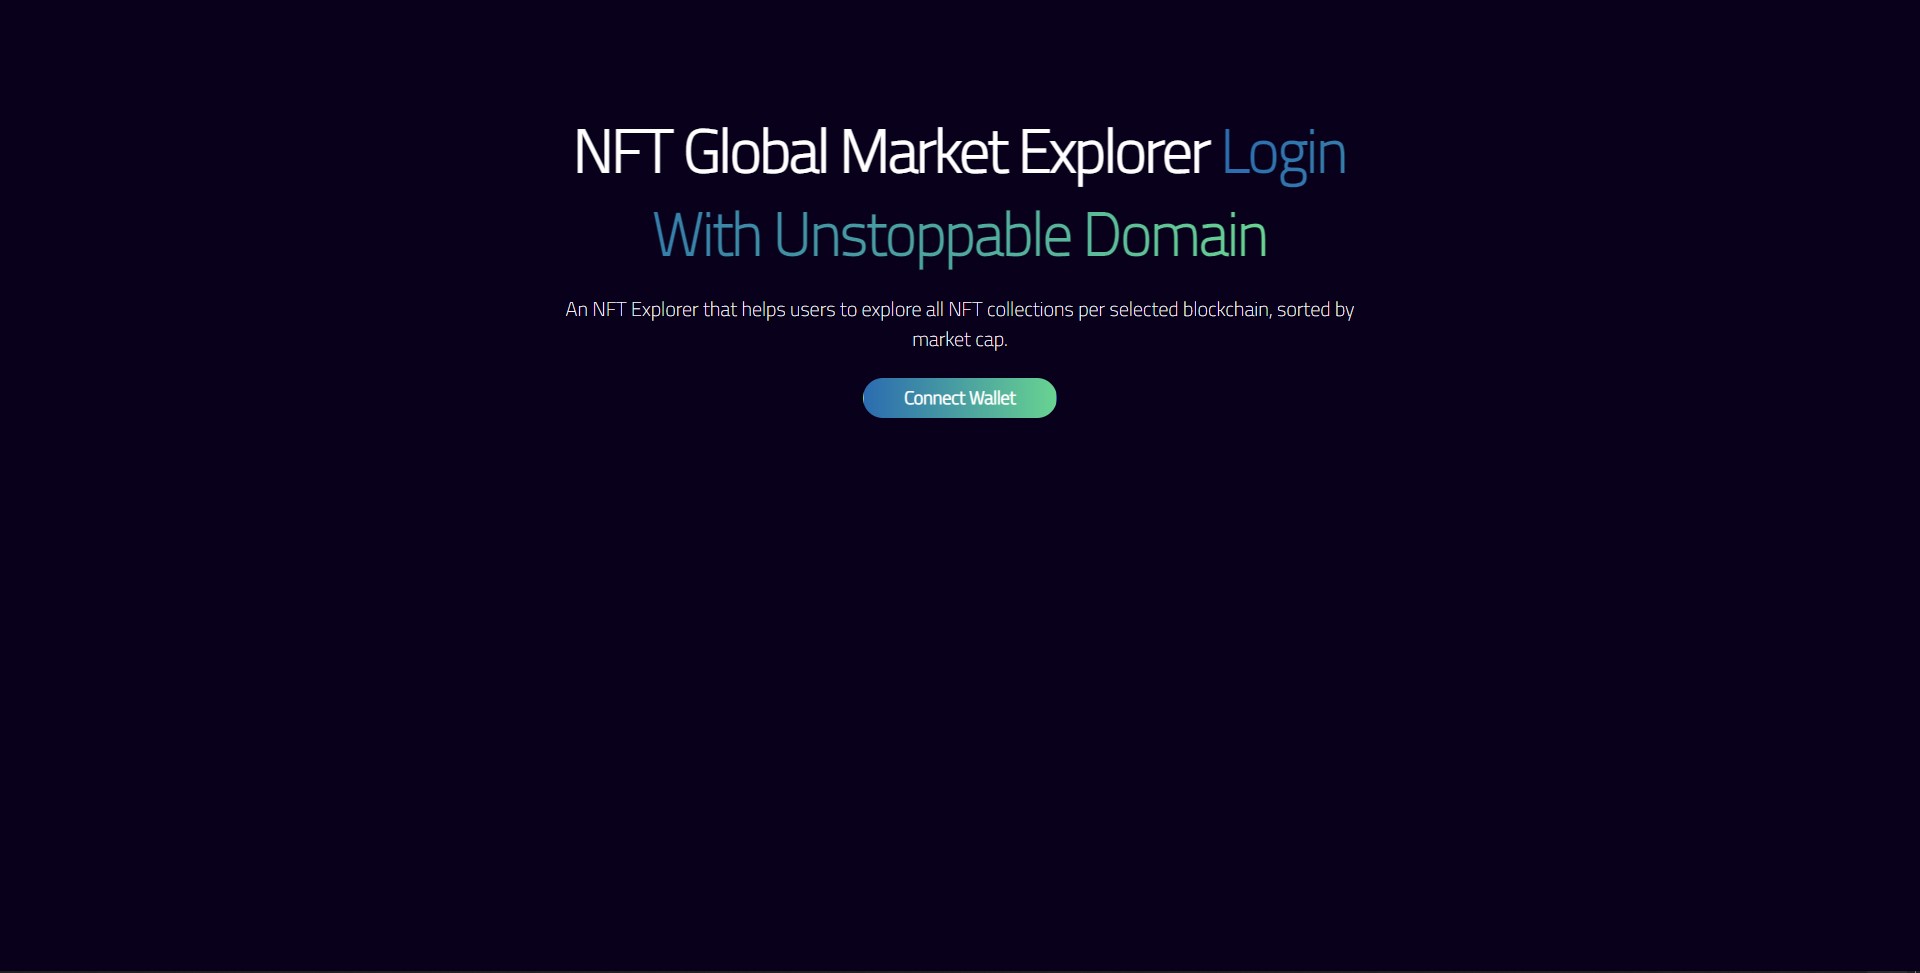 NFT Global Market Explorer Login
With Unstoppable Domain
An NFT Explorer that helps users to explore all NFT collections per selected blockchain, sorted by
market cap.
Connect Wallet